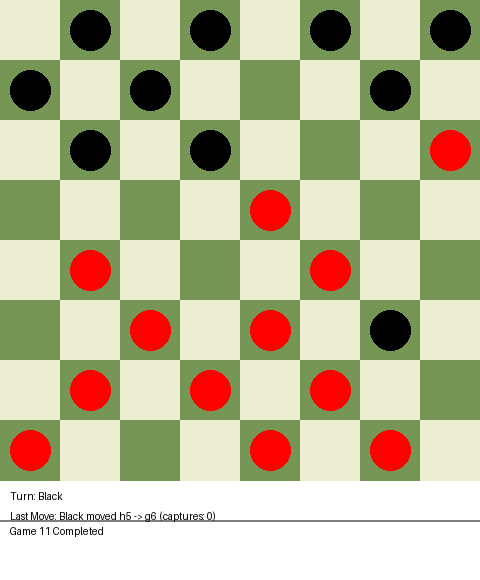 Turn: Black
Last Move: Black moved h5 -> g6 (captures: 0)
Game 11 Completed